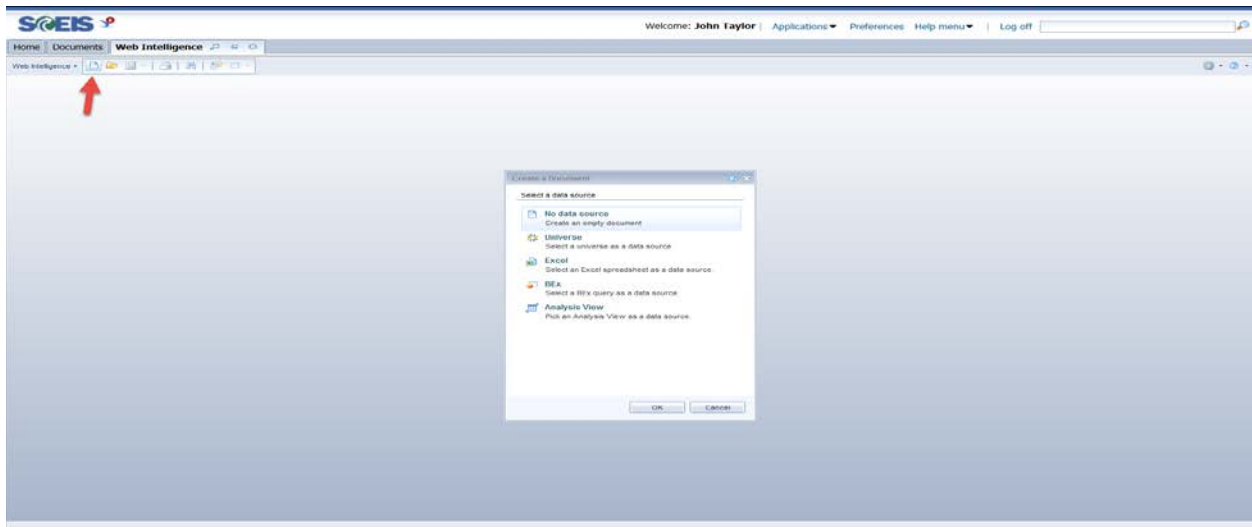 SCEIS
Welcome: John Taylor | Applications Preferences Help menu | Log off
Home Documents Web Intelligence
Web Intelligence
Create a Document
Select a data source
No data source
Create an empty document
Universe
Select a universe as a data source
Excel
Select an Excel spreadsheet as a data source.
BEx
Select a BEx query as a data source
Analysis View
Pick an Analysis View as a data source.
OK Cancel